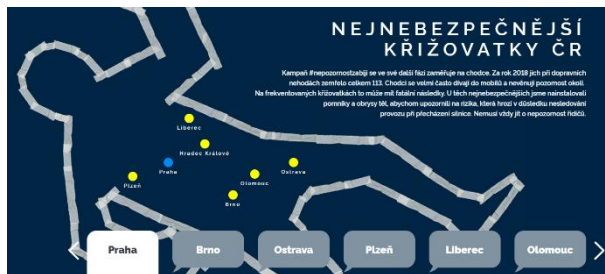 NEJNEBEZPEČNĚJŠÍ
KŘIŽOVATKY ČR
Kampaň #nepozornostzabíjí se ve své další fázi zaměřuje na chodce. Za rok 2018 jich při dopravních
nehodách zemřelo celkem 113. Chodci se velmi často dívají do mobilů a nevěnují pozornost okolí.
Na frekventovaných křižovatkách to může mít fatální následky. U těch nejnebezpečnějších jsme nainstalovali
pomníky a obrysy těl, abychom upozornili na rizika, která hrozí v důsledku nesledování
provozu při přecházení silnice. Nemusí vždy jít o nepozornost řidičů.
Liberec
Hradec Králové
Praha
Ostrava
Plzeň
Olomouc
Brno
Praha
Brno
Ostrava
Plzeň
Liberec
Olomouc